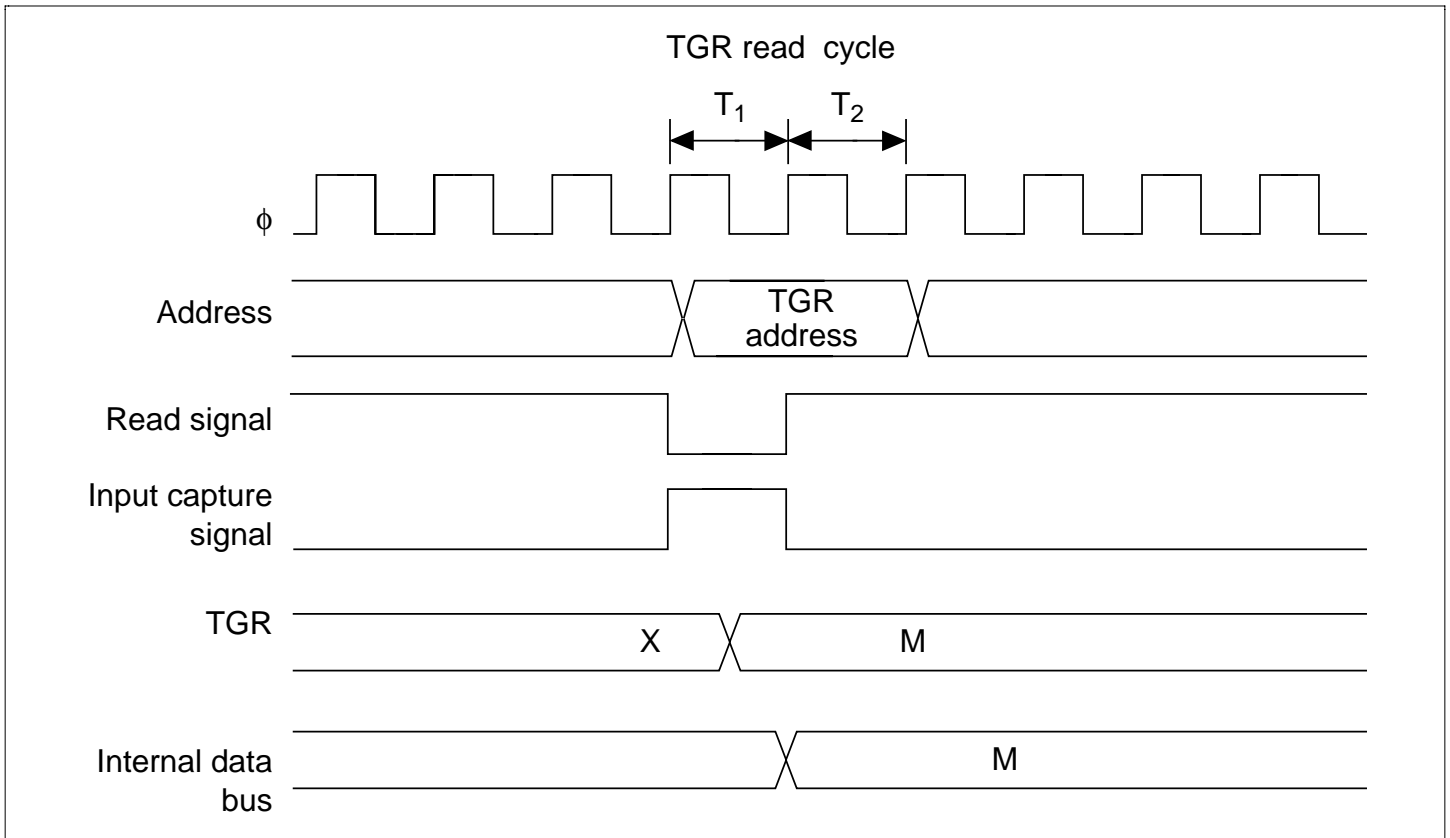 TGR read cycle
T1 T2
ϕ
Address
TGR
address
Read signal
Input capture
signal
TGR
X M
Internal data
bus
M